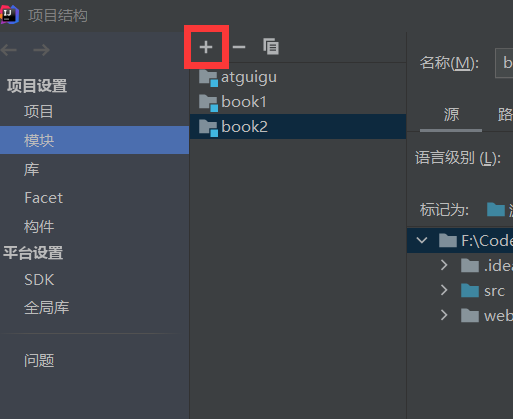 项目结构
项目设置
项目
模块
库
Facet
构件
平台设置
SDK
全局库
问题
atguigu
book1
book2
名称(M):
b
源
路
语言级别 (L):
标记为:
F:\Code
.idea
src
web